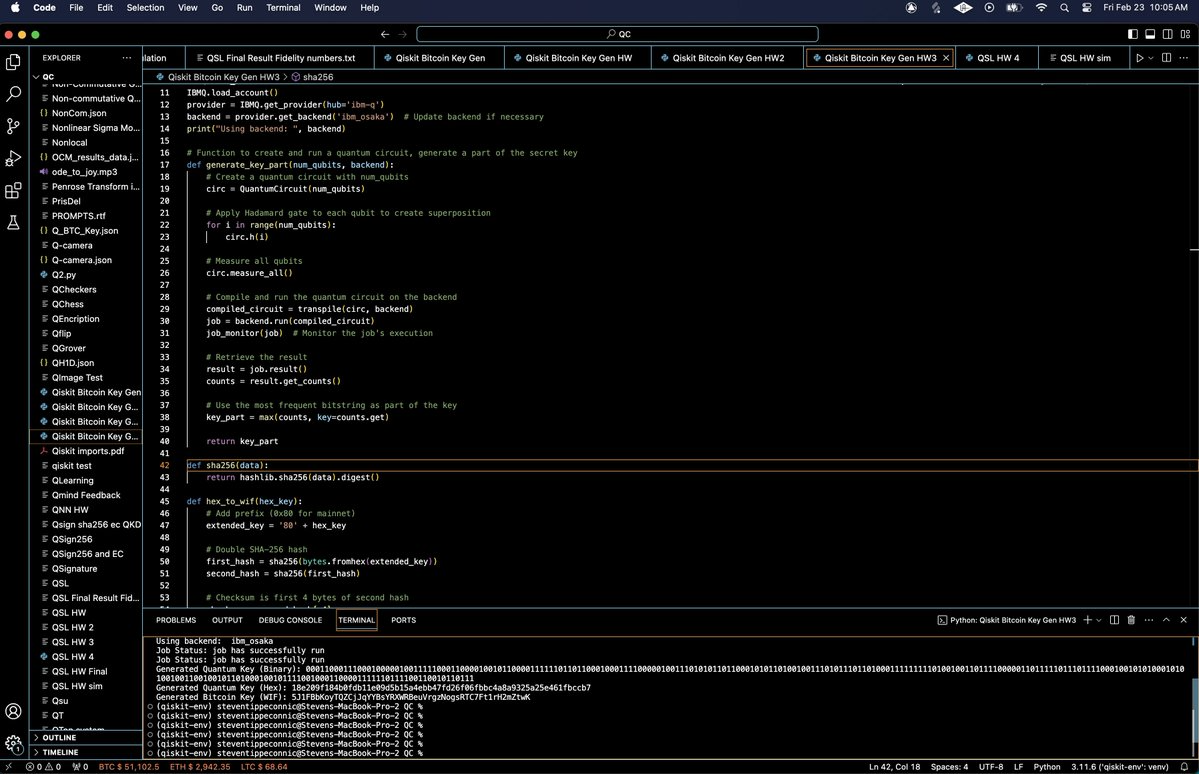 Code File Edit Selection View Go Run Terminal Window Help Fri Feb 23 10:05 AM
QC
EXPLORER ···
QC
Non-commutative Q...
NonCom.json
Nonlinear Sigma Mo...
Nonlocal
OCM_results_data.j...
ode_to_joy.mp3
Penrose Transform i...
PrisDel
PROMPTS.rtf
Q_BTC_Key.json
Q-camera
Q-camera.json
Q2.py
QCheckers
QChess
QEncription
Qflip
QGrover
QH1D.json
QImage Test
Qiskit Bitcoin Key Gen
Qiskit Bitcoin Key G...
Qiskit Bitcoin Key G...
Qiskit Bitcoin Key G...
Qiskit imports.pdf
qiskit test
QLearning
Qmind Feedback
QNN HW
Qsign sha256 ec QKD
QSign256
QSign256 and EC
QSignature
QSL
QSL Final Result Fid...
QSL HW
QSL HW 2
QSL HW 3
QSL HW 4
QSL HW Final
QSL HW sim
Qsu
QT
OUTLINE
TIMELINE
lation QSL Final Result Fidelity numbers.txt Qiskit Bitcoin Key Gen Qiskit Bitcoin Key Gen HW Qiskit Bitcoin Key Gen HW2 Qiskit Bitcoin Key Gen HW3 QSL HW 4 QSL HW sim
Qiskit Bitcoin Key Gen HW3 > sha256
11 IBMQ.load_account()
12 provider = IBMQ.get_provider(hub='ibm-q')
13 backend = provider.get_backend('ibm_osaka')  # Update backend if necessary
14 print("Using backend: ", backend)
15
16 # Function to create and run a quantum circuit, generate a part of the secret key
17 def generate_key_part(num_qubits, backend):
18 # Create a quantum circuit with num_qubits
19 circ = QuantumCircuit(num_qubits)
20
21 # Apply Hadamard gate to each qubit to create superposition
22 for i in range(num_qubits):
23 circ.h(i)
24
25 # Measure all qubits
26 circ.measure_all()
27
28 # Compile and run the quantum circuit on the backend
29 compiled_circuit = transpile(circ, backend)
30 job = backend.run(compiled_circuit)
31 job_monitor(job)  # Monitor the job's execution
32
33 # Retrieve the result
34 result = job.result()
35 counts = result.get_counts()
36
37 # Use the most frequent bitstring as part of the key
38 key_part = max(counts, key=counts.get)
39
40 return key_part
41
42 def sha256(data):
43 return hashlib.sha256(data).digest()
44
45 def hex_to_wif(hex_key):
46 # Add prefix (0x80 for mainnet)
47 extended_key = '80' + hex_key
48
49 # Double SHA-256 hash
50 first_hash = sha256(bytes.fromhex(extended_key))
51 second_hash = sha256(first_hash)
52
53 # Checksum is first 4 bytes of second hash
PROBLEMS OUTPUT DEBUG CONSOLE TERMINAL PORTS Python: Qiskit Bitcoin Key Gen HW3
Using backend:  ibm_osaka
Job Status: job has successfully run
Job Status: job has successfully run
Generated Quantum Key (Binary):
Generated Quantum Key (Hex): 18e209f184b0fdb11e09d5b15a4ebb47fd26f06fbbc4a8a9325a25e461fbccb7
Generated Bitcoin Key (WIF): 5J1FBbKoyTQZCjJqYYBsYRXWRBeuVrgzNogsRTC7Ft1rH2mZtwK
(qiskit-env) steventippeconnic@Stevens-MacBook-Pro-2 QC %
(qiskit-env) steventippeconnic@Stevens-MacBook-Pro-2 QC %
(qiskit-env) steventippeconnic@Stevens-MacBook-Pro-2 QC %
(qiskit-env) steventippeconnic@Stevens-MacBook-Pro-2 QC %
(qiskit-env) steventippeconnic@Stevens-MacBook-Pro-2 QC %
(qiskit-env) steventippeconnic@Stevens-MacBook-Pro-2 QC %
0 0 0 BTC $ 51,102.5 ETH $ 2,942.35 LTC $ 68.64 Ln 42, Col 18 Spaces: 4 UTF-8 LF Python 3.11.6 ('qiskit-env': venv)